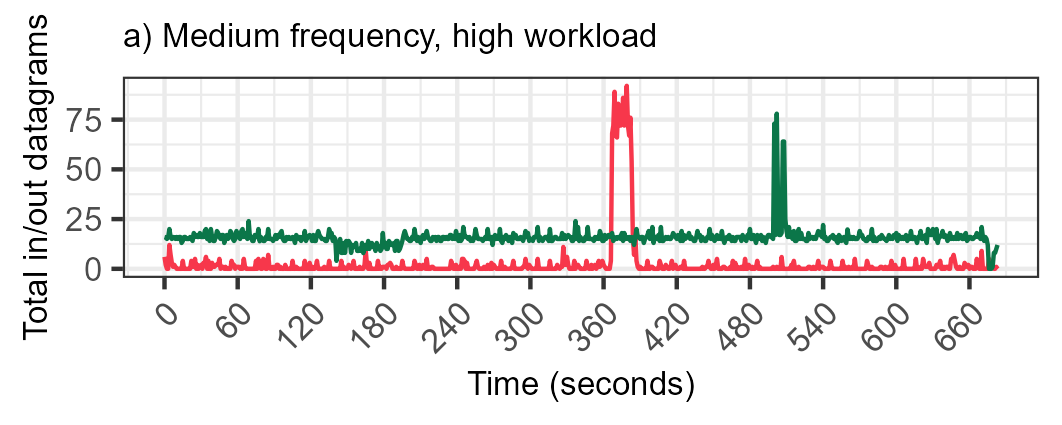 a) Medium frequency, high workload
Total in/out datagrams
75
50
25
0
0 60 120 180 240 300 360 420 480 540 600 660
Time (seconds)